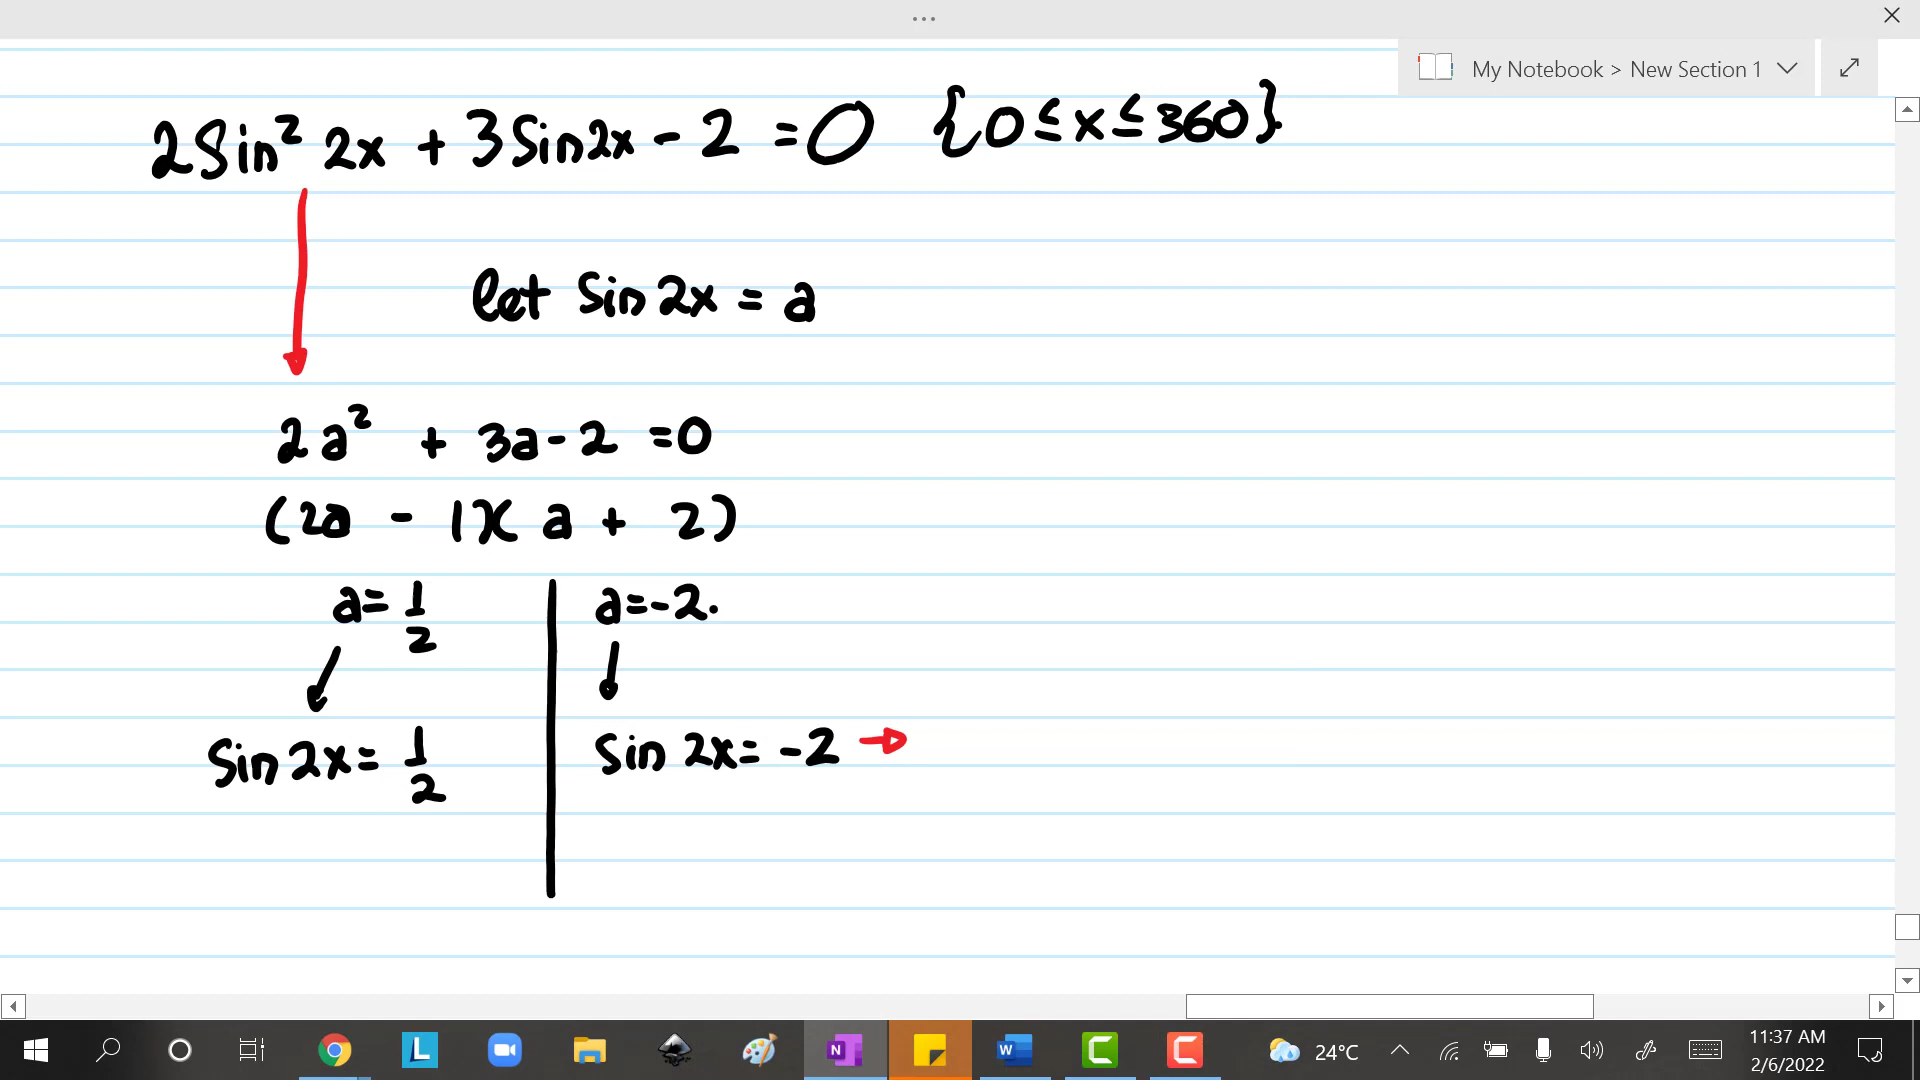 ...
My Notebook > New Section 1
2Sin² 2x + 3Sin2x - 2 = 0 {0 ≤ x ≤ 360}
let Sin 2x = a
2a² + 3a - 2 = 0
(2a - 1)(a + 2)
a = 1/2
a = -2.
Sin 2x = 1/2
Sin 2x = -2
L
N
W
24°C
11:37 AM
2/6/2022